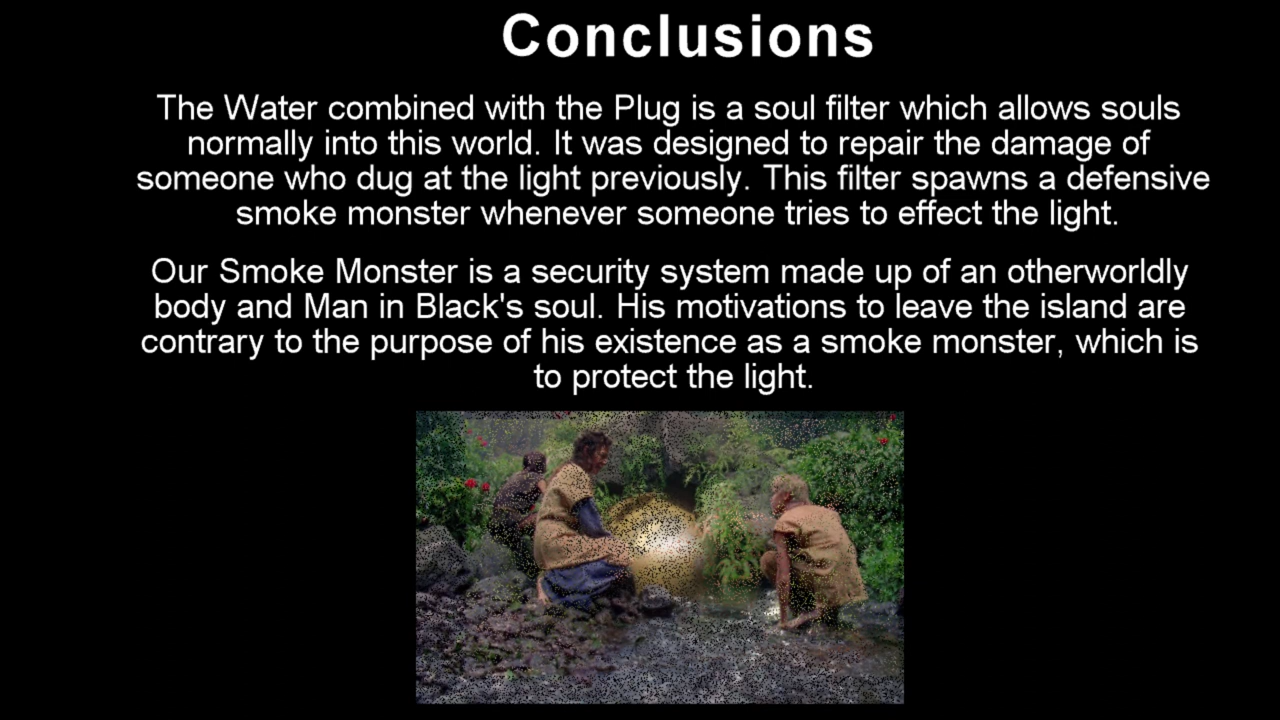 Conclusions
The Water combined with the Plug is a soul filter which allows souls
normally into this world. It was designed to repair the damage of
someone who dug at the light previously. This filter spawns a defensive
smoke monster whenever someone tries to effect the light.
Our Smoke Monster is a security system made up of an otherworldly
body and Man in Black's soul. His motivations to leave the island are
contrary to the purpose of his existence as a smoke monster, which is
to protect the light.